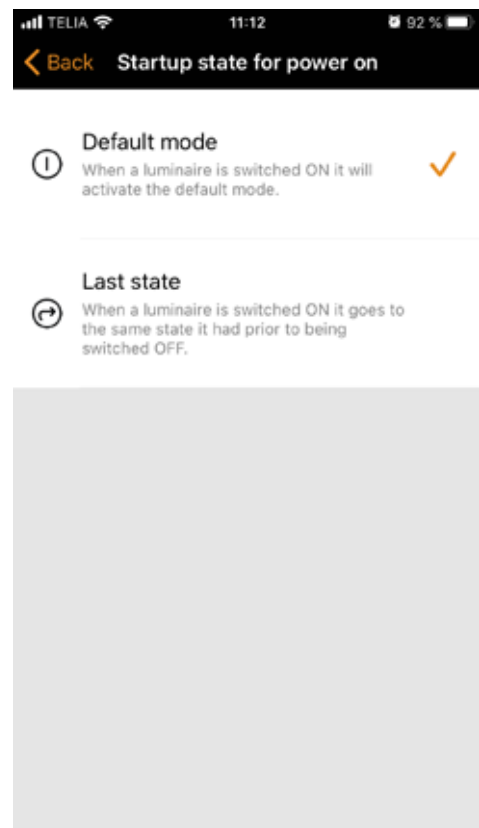 TELIA 11:12 92 %
Back Startup state for power on
Default mode
When a luminaire is switched ON it will
activate the default mode.
Last state
When a luminaire is switched ON it goes to
the same state it had prior to being
switched OFF.